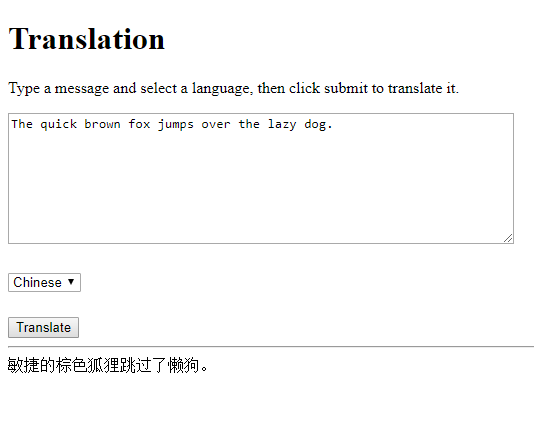 Translation
Type a message and select a language, then click submit to translate it.
The quick brown fox jumps over the lazy dog.
Chinese
Translate
敏捷的棕色狐狸跳过了懒狗。